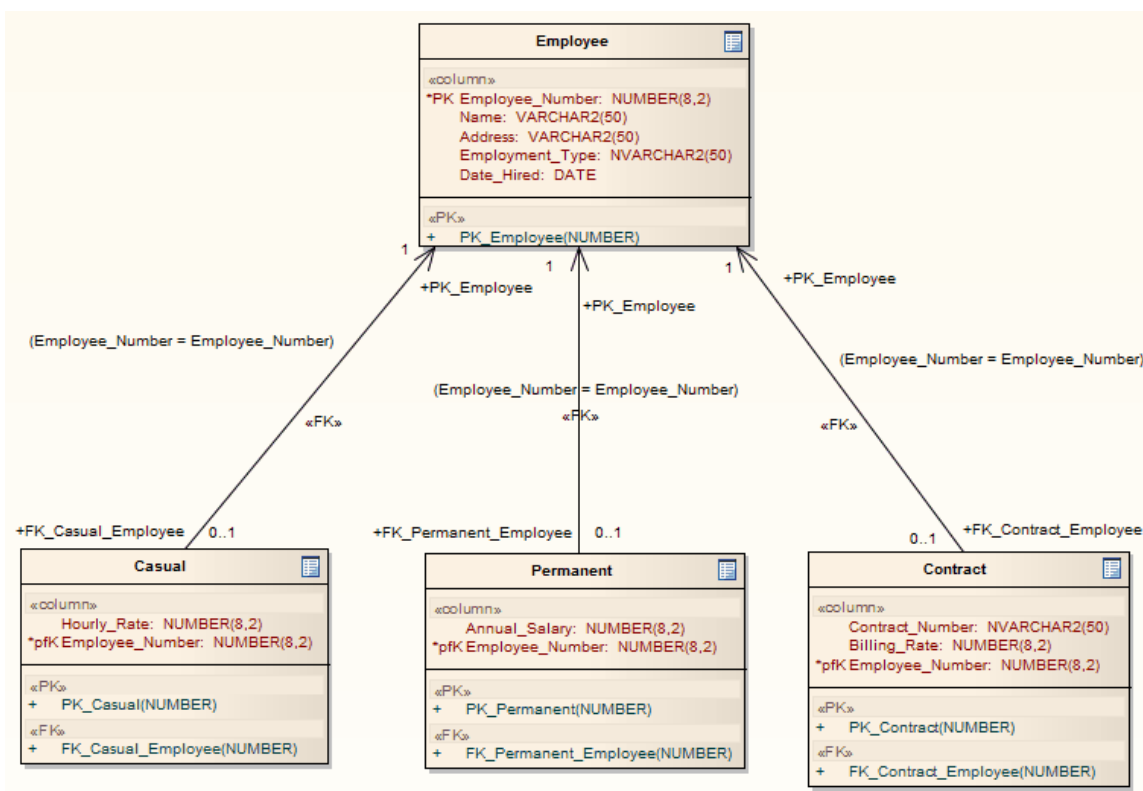 Employee
«column»
*PK Employee_Number: NUMBER(8,2)
Name: VARCHAR2(50)
Address: VARCHAR2(50)
Employment_Type: NVARCHAR2(50)
Date_Hired: DATE
«PK»
+ PK_Employee(NUMBER)
1
1
1
+PK_Employee
+PK_Employee
+PK_Employee
(Employee_Number = Employee_Number)
(Employee_Number = Employee_Number)
(Employee_Number = Employee_Number)
«FK»
«FK»
«FK»
+FK_Casual_Employee
0..1
+FK_Permanent_Employee
0..1
+FK_Contract_Employee
0..1
Casual
«column»
Hourly_Rate: NUMBER(8,2)
*pfK Employee_Number: NUMBER(8,2)
«PK»
+ PK_Casual(NUMBER)
«FK»
+ FK_Casual_Employee(NUMBER)
Permanent
«column»
Annual_Salary: NUMBER(8,2)
*pfK Employee_Number: NUMBER(8,2)
«PK»
+ PK_Permanent(NUMBER)
«FK»
+ FK_Permanent_Employee(NUMBER)
Contract
«column»
Contract_Number: NVARCHAR2(50)
Billing_Rate: NUMBER(8,2)
*pfK Employee_Number: NUMBER(8,2)
«PK»
+ PK_Contract(NUMBER)
«FK»
+ FK_Contract_Employee(NUMBER)